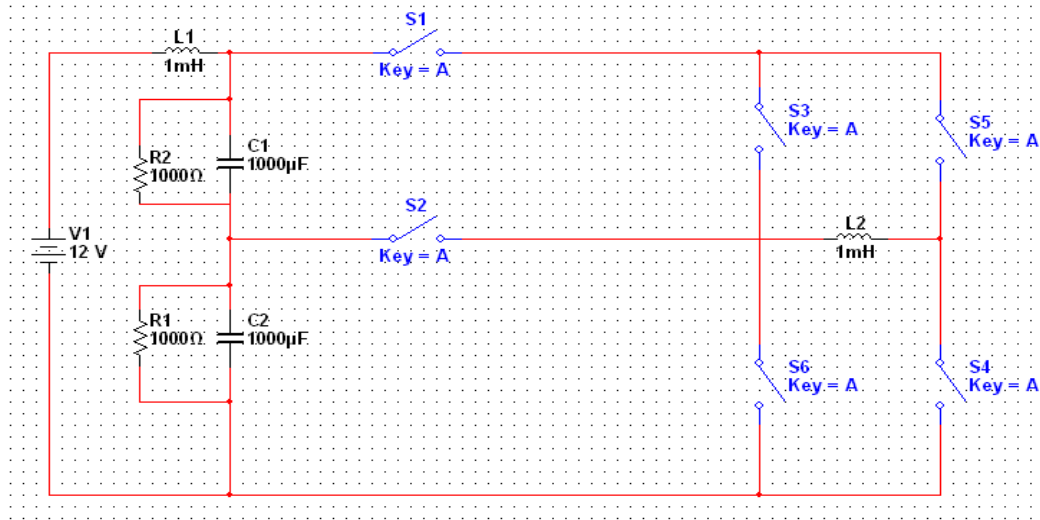 S1
L1
1mH
Key = A
S3
Key = A
S5
Key = A
C1
1000µF
R2
1000Ω
S2
Key = A
V1
12 V
L2
1mH
C2
1000µF
R1
1000Ω
S6
Key = A
S4
Key = A